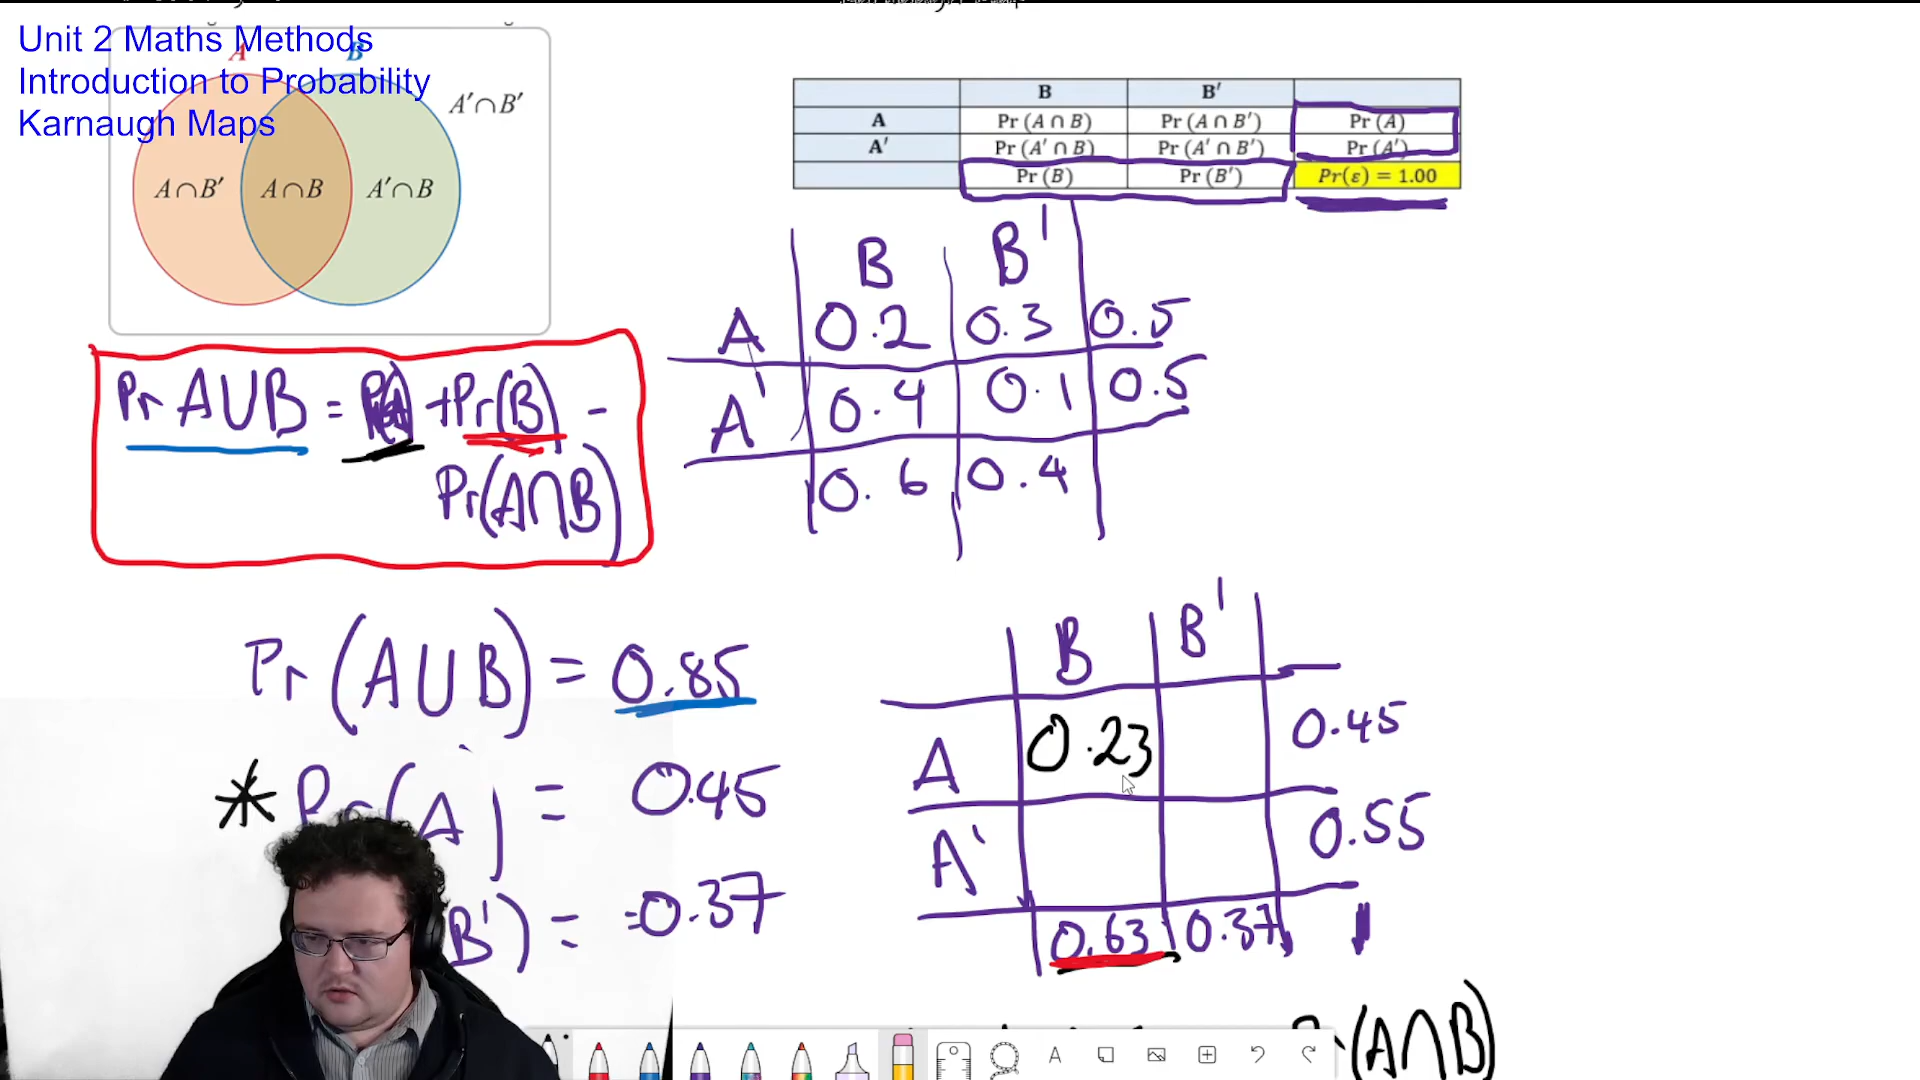 Unit 2 Maths Methods
Introduction to Probability
Karnaugh Maps
A B
A′∩B′
A∩B′ A∩B A′∩B
B B′
A Pr (A ∩ B) Pr (A ∩ B′) Pr (A)
A′ Pr (A′ ∩ B) Pr (A′ ∩ B′) Pr (A′)
Pr (B) Pr (B′) Pr(ε) = 1.00
B B'
A 0.2 0.3 0.5
A' 0.4 0.1 0.5
0.6 0.4
Pr A∪B = +Pr(B) -
Pr(A∩B)
Pr (A∪B) = 0.85
* Pr(A) = 0.45
B') = =0.37
B B'
A 0.23 0.45
A' 0.55
0.63 0.37 1
(A∩B)